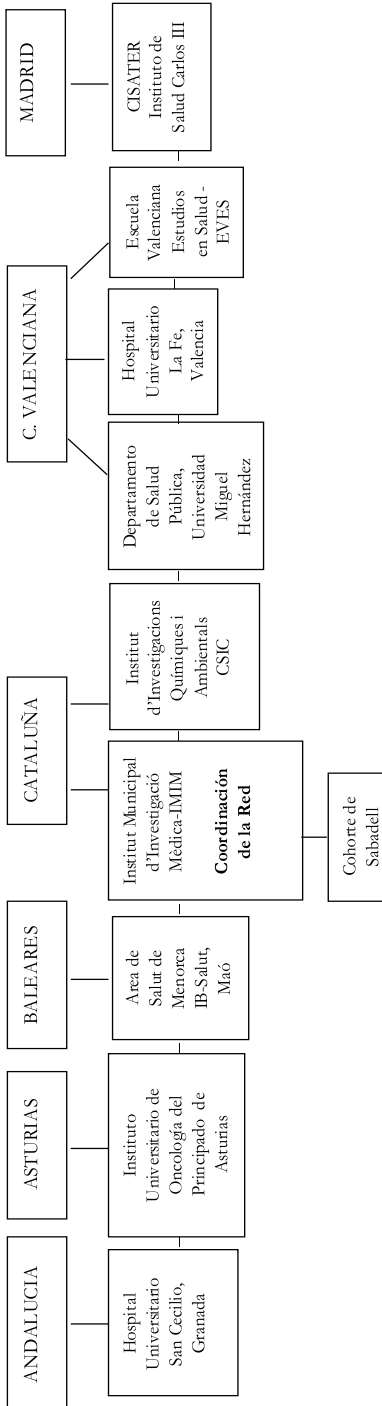 ANDALUCIA
ASTURIAS
BALEARES
CATALUÑA
C. VALENCIANA
MADRID
Hospital
Universitario
San Cecilio,
Granada
Instituto
Universitario de
Oncología del
Principado de
Asturias
Area de
Salut de
Menorca
IB-Salut,
Maó
Institut Municipal
d'Investigació
Mèdica-IMIM
Coordinación
de la Red
Institut
d'Investigacions
Químiques i
Ambientals
CSIC
Departamento
de Salud
Pública,
Universidad
Miguel
Hernández
Hospital
Universitario
La Fe,
Valencia
Escuela
Valenciana
Estudios
en Salud -
EVES
CISATER
Instituto de
Salud Carlos III
Cohorte de
Sabadell